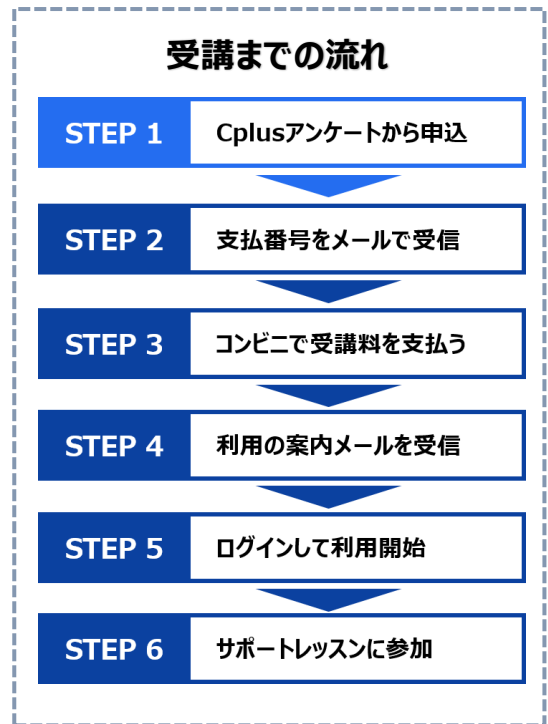 受講までの流れ
STEP 1
Cplusアンケートから申込
STEP 2
支払番号をメールで受信
STEP 3
コンビニで受講料を支払う
STEP 4
利用の案内メールを受信
STEP 5
ログインして利用開始
STEP 6
サポートレッスンに参加